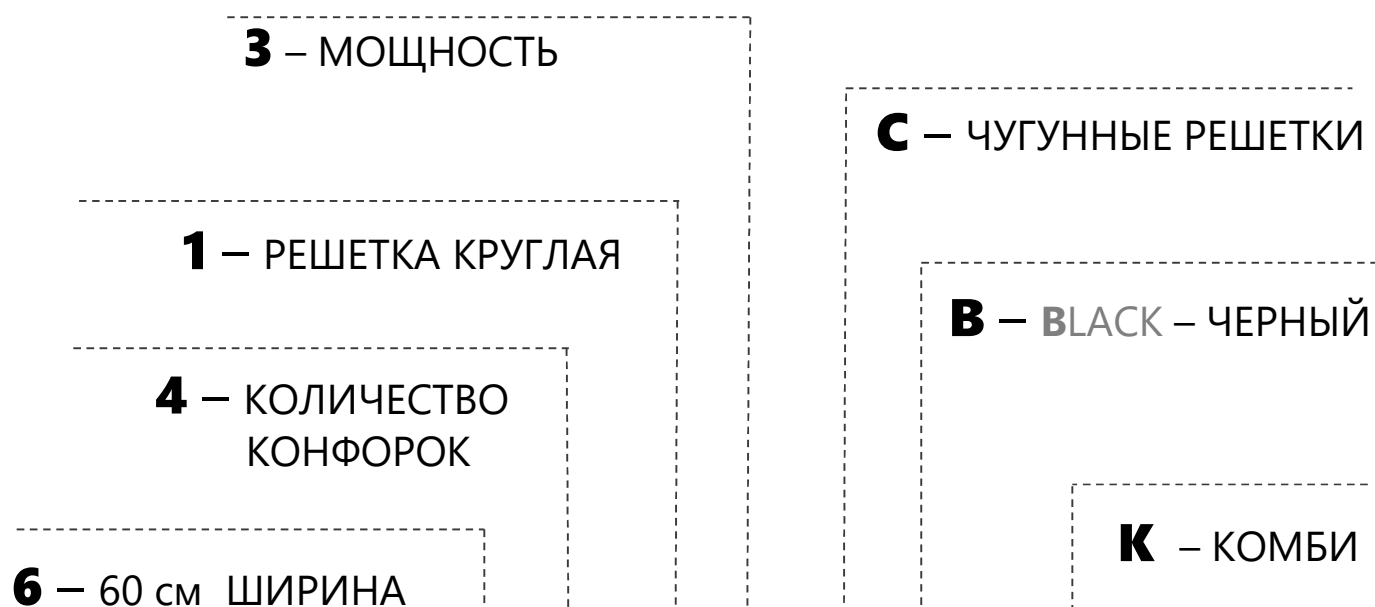 3 – МОЩНОСТЬ
C – ЧУГУННЫЕ РЕШЕТКИ
1 – РЕШЕТКА КРУГЛАЯ
B – BLACK – ЧЕРНЫЙ
4 – КОЛИЧЕСТВО
КОНФОРОК
K – КОМБИ
6 – 60 см ШИРИНА